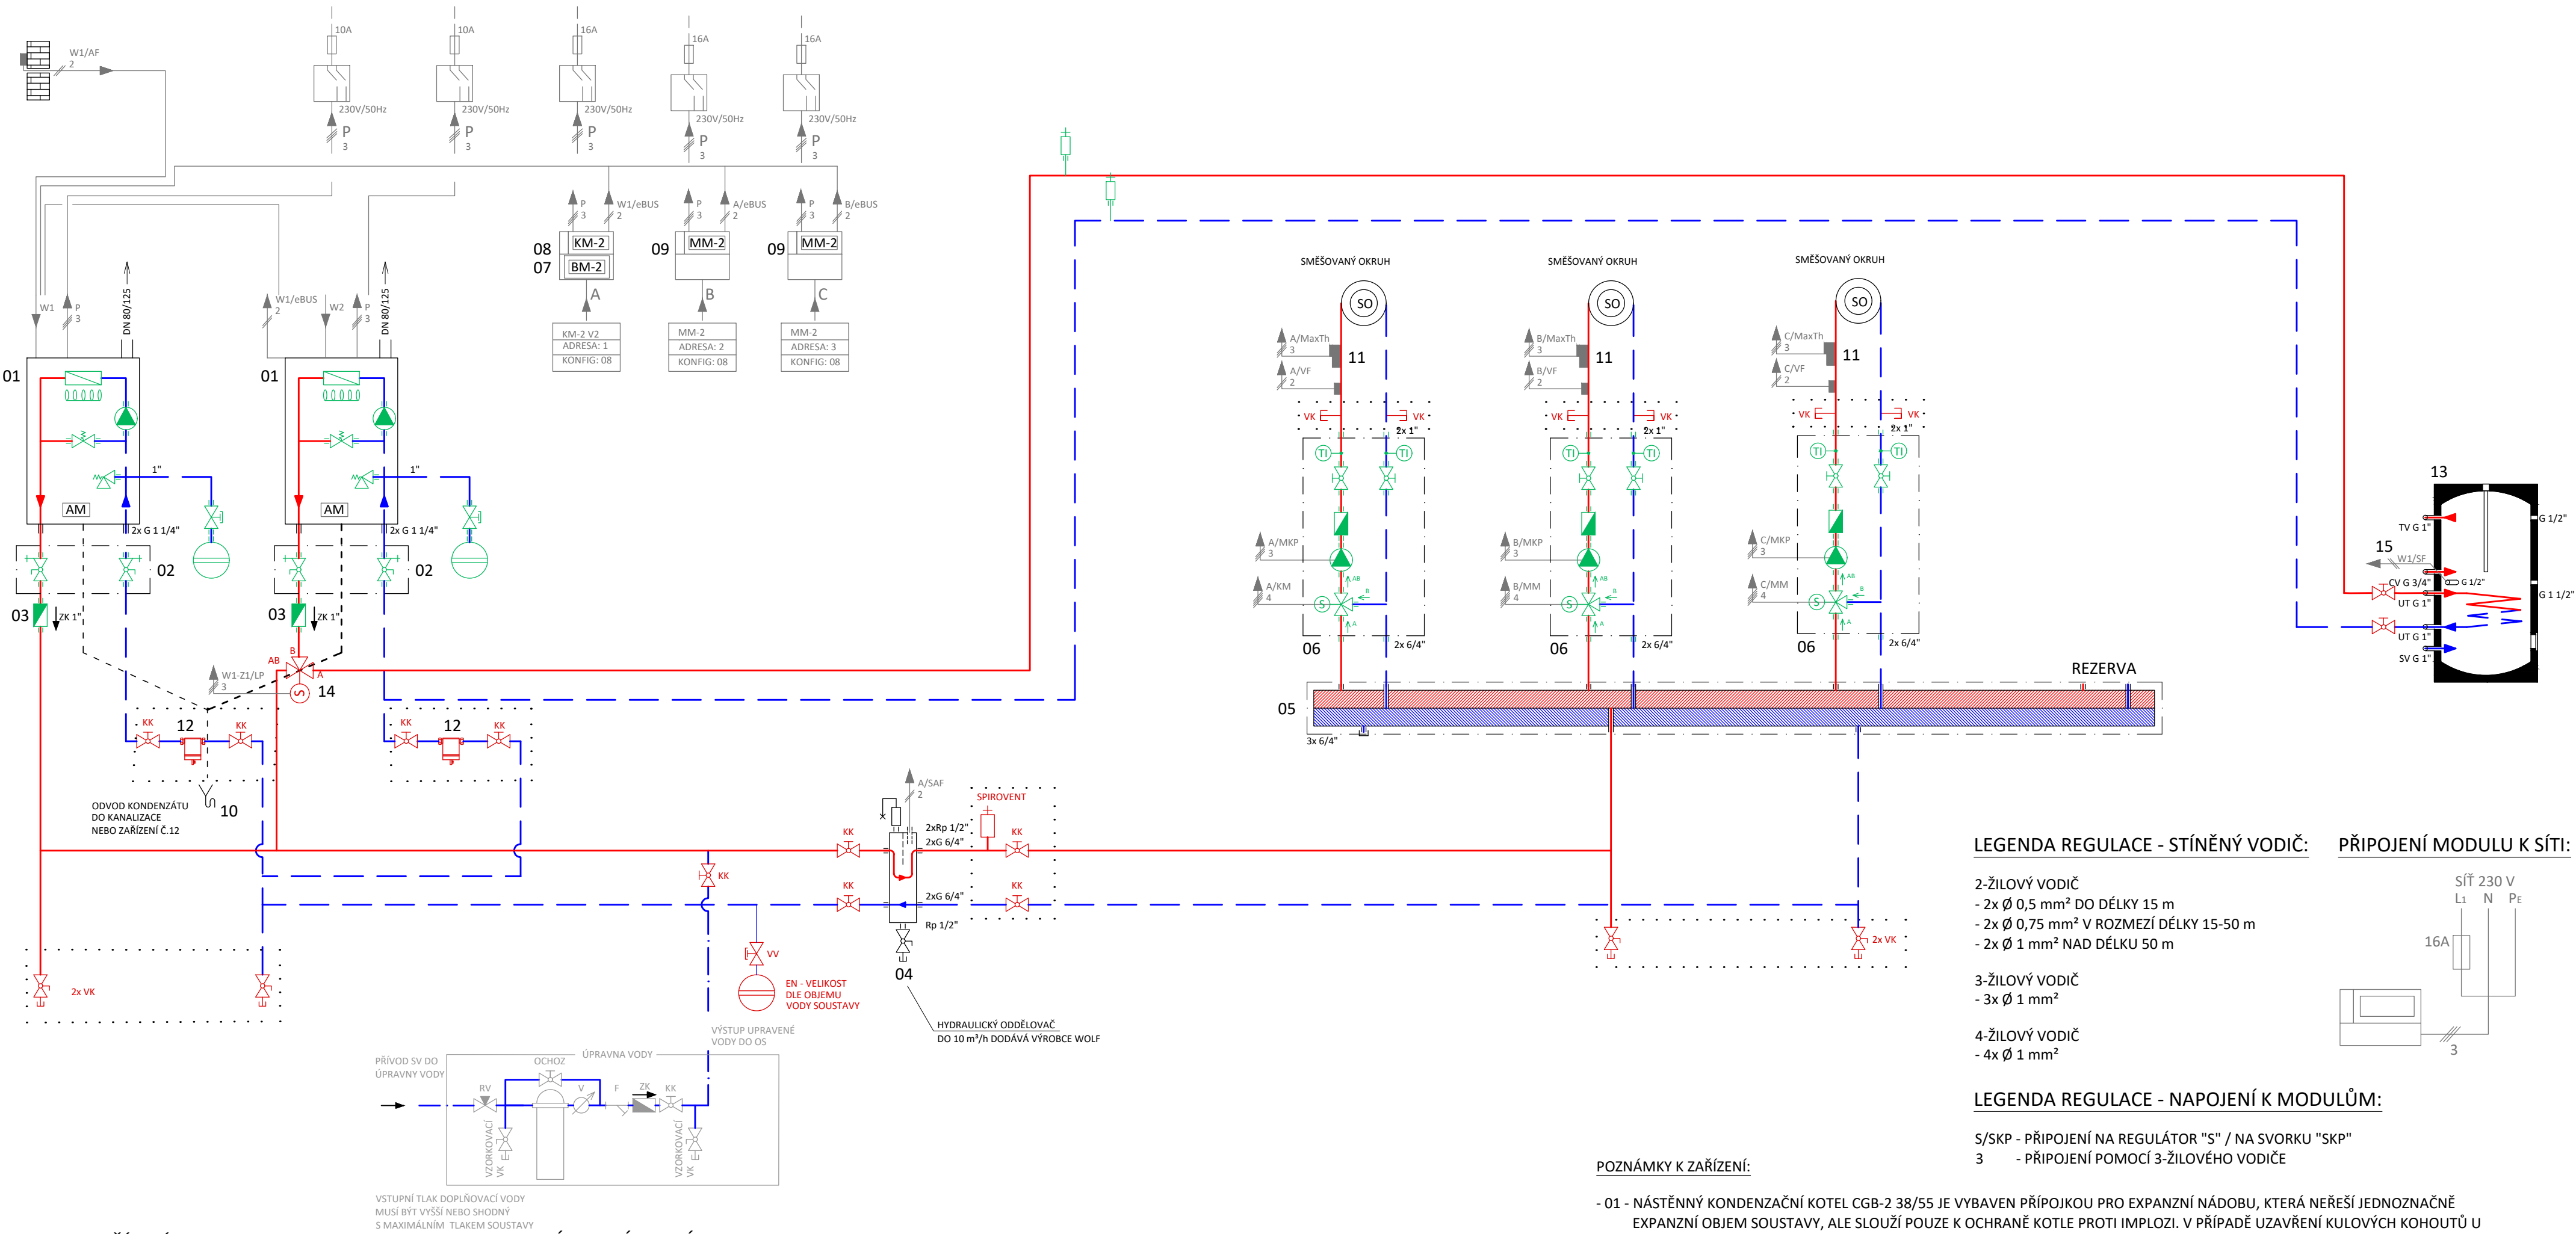 W1/AF
2
10A
10A
16A
16A
16A
230V/50Hz
230V/50Hz
230V/50Hz
230V/50Hz
230V/50Hz
P
3
P
3
P
3
P
3
P
3
P
3
W1/eBUS
2
P
3
A/eBUS
2
P
3
B/eBUS
2
08
KM-2
07
BM-2
09
MM-2
09
MM-2
A
B
C
KM-2 V2
ADRESA: 1
KONFIG: 08
MM-2
ADRESA: 2
KONFIG: 08
MM-2
ADRESA: 3
KONFIG: 08
W1
P
3
DN 80/125
W1/eBUS
2
W2
P
3
DN 80/125
01
01
1"
1"
AM
AM
2x G 1 1/4"
2x G 1 1/4"
02
02
03
ZK 1"
03
ZK 1"
B
AB
A
W1-Z1/LP
3
S
14
KK
12
KK
KK
12
KK
ODVOD KONDENZÁTU
DO KANALIZACE
NEBO ZAŘÍZENÍ Č.12
10
2x VK
SMĚŠOVANÝ OKRUH
SMĚŠOVANÝ OKRUH
SMĚŠOVANÝ OKRUH
SO
SO
SO
A/MaxTh
3
11
A/VF
2
B/MaxTh
3
11
B/VF
2
C/MaxTh
3
11
C/VF
2
VK
VK
VK
VK
VK
VK
2x 1"
2x 1"
2x 1"
TI
TI
TI
TI
TI
TI
A/MKP
3
B/MKP
3
C/MKP
3
AB
AB
AB
A/KM
4
B/MM
4
C/MM
4
S
B
S
B
S
B
A
A
A
06
2x 6/4"
06
2x 6/4"
06
2x 6/4"
REZERVA
05
3x 6/4"
13
TV G 1"
G 1/2"
15
W1/SF
2
CV G 3/4"
G 1/2"
UT G 1"
G 1 1/2"
UT G 1"
SV G 1"
A/SAF
2
SPIROVENT
2xRp 1/2"
2xG 6/4"
KK
KK
KK
KK
2xG 6/4"
KK
Rp 1/2"
04
VV
EN - VELIKOST
DLE OBJEMU
VODY SOUSTAVY
2x VK
HYDRAULICKÝ ODDĚLOVAČ
DO 10 m³/h DODÁVÁ VÝROBCE WOLF
VÝSTUP UPRAVENÉ
VODY DO OS
PŘÍVOD SV DO
ÚPRAVNY VODY
ÚPRAVNA VODY
OCHOZ
RV
V
F
ZK
KK
VZORKOVACÍ
VK
VZORKOVACÍ
VK
VSTUPNÍ TLAK DOPLŇOVACÍ VODY
MUSÍ BÝT VYŠŠÍ NEBO SHODNÝ
S MAXIMÁLNÍM TLAKEM SOUSTAVY
LEGENDA REGULACE - STÍNĚNÝ VODIČ:
2-ŽILOVÝ VODIČ
- 2x Ø 0,5 mm² DO DÉLKY 15 m
- 2x Ø 0,75 mm² V ROZMEZÍ DÉLKY 15-50 m
- 2x Ø 1 mm² NAD DÉLKU 50 m
3-ŽILOVÝ VODIČ
- 3x Ø 1 mm²
4-ŽILOVÝ VODIČ
- 4x Ø 1 mm²
PŘIPOJENÍ MODULU K SÍTI:
SÍŤ 230 V
L1 N PE
16A
3
LEGENDA REGULACE - NAPOJENÍ K MODULŮM:
S/SKP - PŘIPOJENÍ NA REGULÁTOR "S" / NA SVORKU "SKP"
3 - PŘIPOJENÍ POMOCÍ 3-ŽILOVÉHO VODIČE
POZNÁMKY K ZAŘÍZENÍ:
- 01 - NÁSTĚNNÝ KONDENZAČNÍ KOTEL CGB-2 38/55 JE VYBAVEN PŘÍPOJKOU PRO EXPANZNÍ NÁDOBU, KTERÁ NEŘEŠÍ JEDNOZNAČNĚ
EXPANZNÍ OBJEM SOUSTAVY, ALE SLOUŽÍ POUZE K OCHRANĚ KOTLE PROTI IMPLOZI. V PŘÍPADĚ UZAVŘENÍ KULOVÝCH KOHOUTŮ U